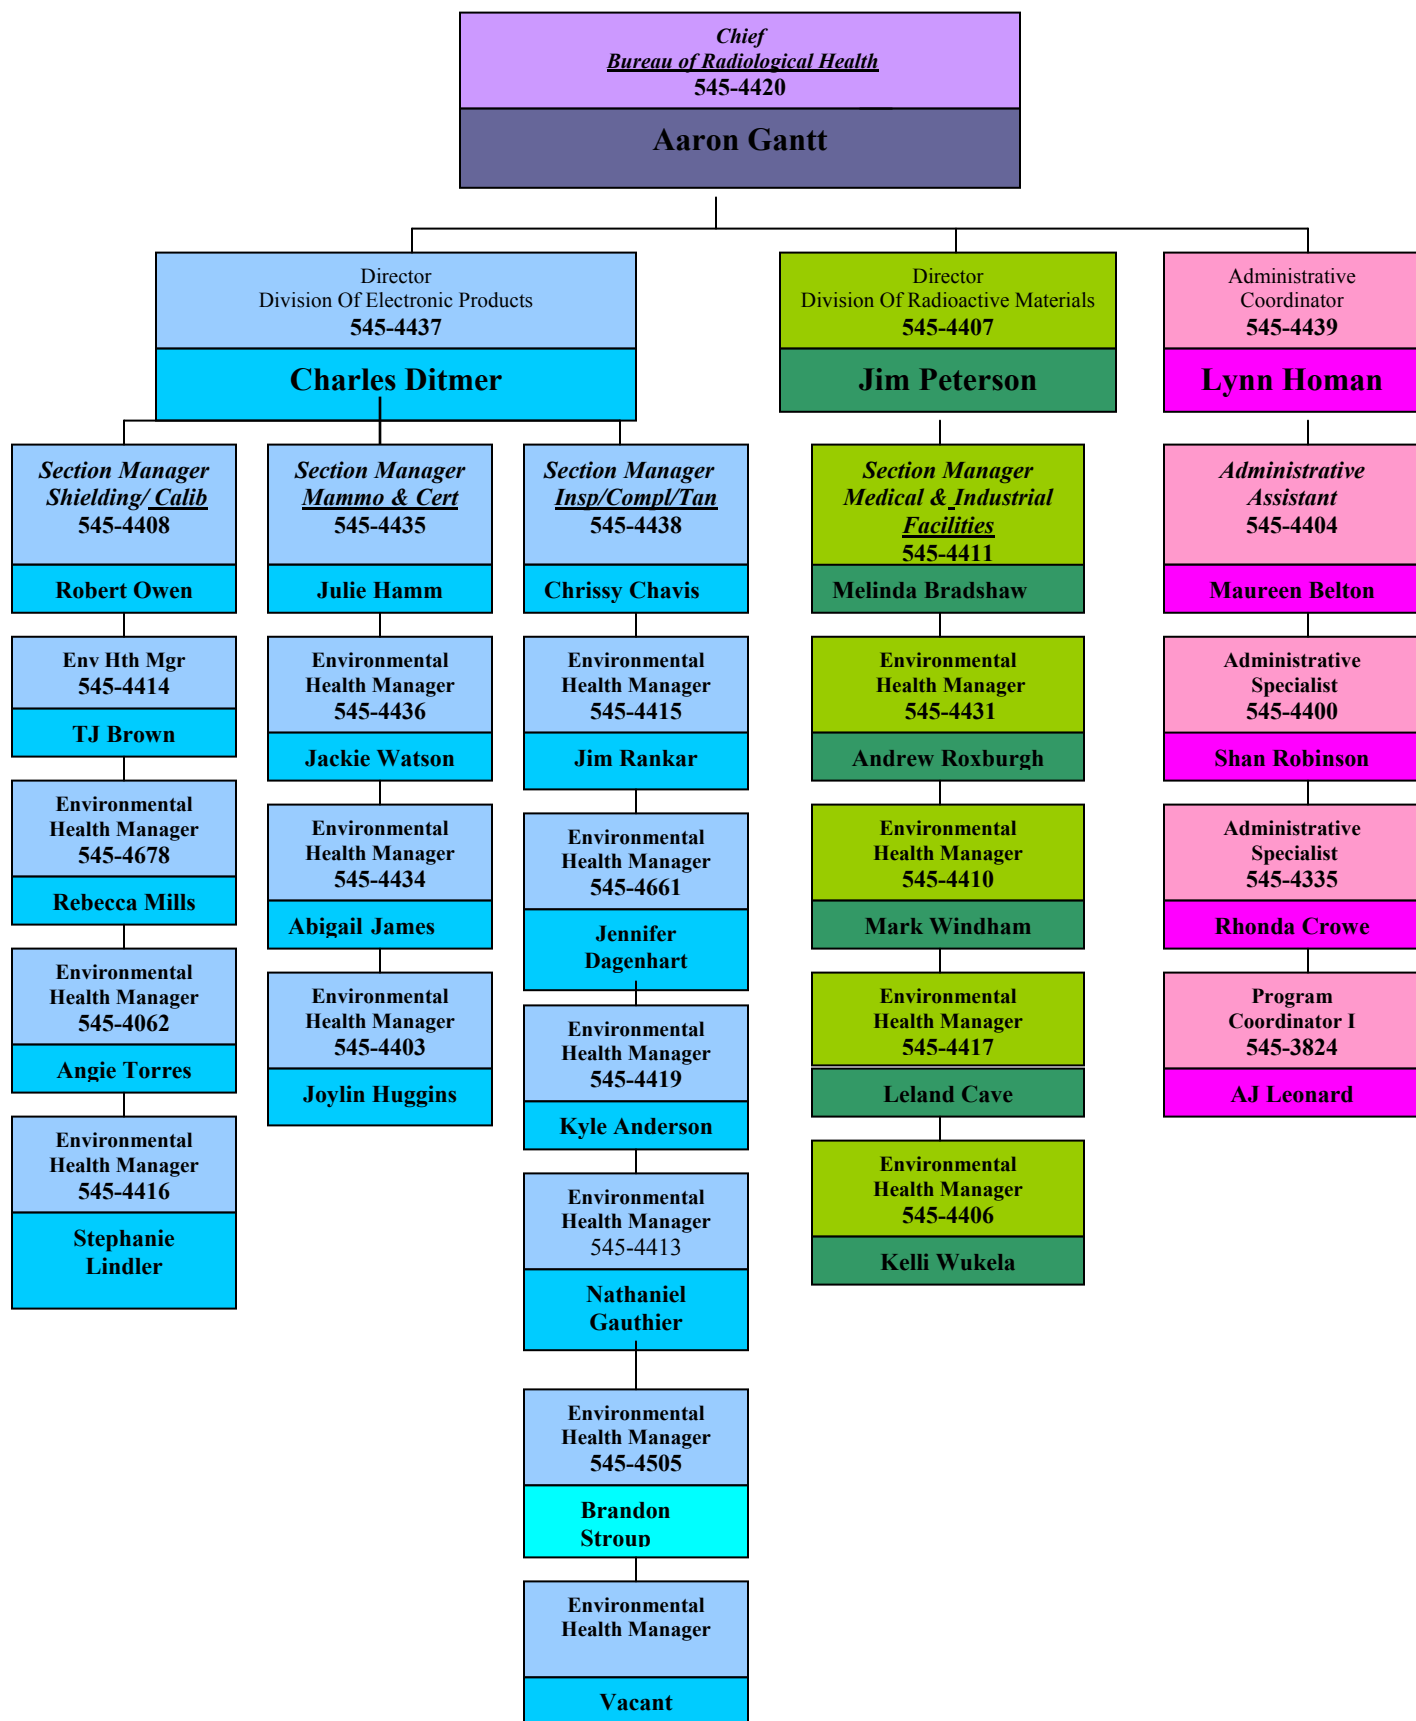 Chief
Bureau of Radiological Health
545-4420
Aaron Gantt
Director
Division Of Electronic Products
545-4437
Charles Ditmer
Director
Division Of Radioactive Materials
545-4407
Jim Peterson
Administrative
Coordinator
545-4439
Lynn Homan
Section Manager
Shielding/ Calib
545-4408
Robert Owen
Env Hth Mgr
545-4414
TJ Brown
Environmental
Health Manager
545-4678
Rebecca Mills
Environmental
Health Manager
545-4062
Angie Torres
Environmental
Health Manager
545-4416
Stephanie
Lindler
Section Manager
Mammo & Cert
545-4435
Julie Hamm
Environmental
Health Manager
545-4436
Jackie Watson
Environmental
Health Manager
545-4434
Abigail James
Environmental
Health Manager
545-4403
Joylin Huggins
Section Manager
Insp/Compl/Tan
545-4438
Chrissy Chavis
Environmental
Health Manager
545-4415
Jim Rankar
Environmental
Health Manager
545-4661
Jennifer
Dagenhart
Environmental
Health Manager
545-4419
Kyle Anderson
Environmental
Health Manager
545-4413
Nathaniel
Gauthier
Environmental
Health Manager
545-4505
Brandon
Stroup
Environmental
Health Manager
Vacant
Section Manager
Medical & Industrial
Facilities
545-4411
Melinda Bradshaw
Environmental
Health Manager
545-4431
Andrew Roxburgh
Environmental
Health Manager
545-4410
Mark Windham
Environmental
Health Manager
545-4417
Leland Cave
Environmental
Health Manager
545-4406
Kelli Wukela
Administrative
Assistant
545-4404
Maureen Belton
Administrative
Specialist
545-4400
Shan Robinson
Administrative
Specialist
545-4335
Rhonda Crowe
Program
Coordinator I
545-3824
AJ Leonard